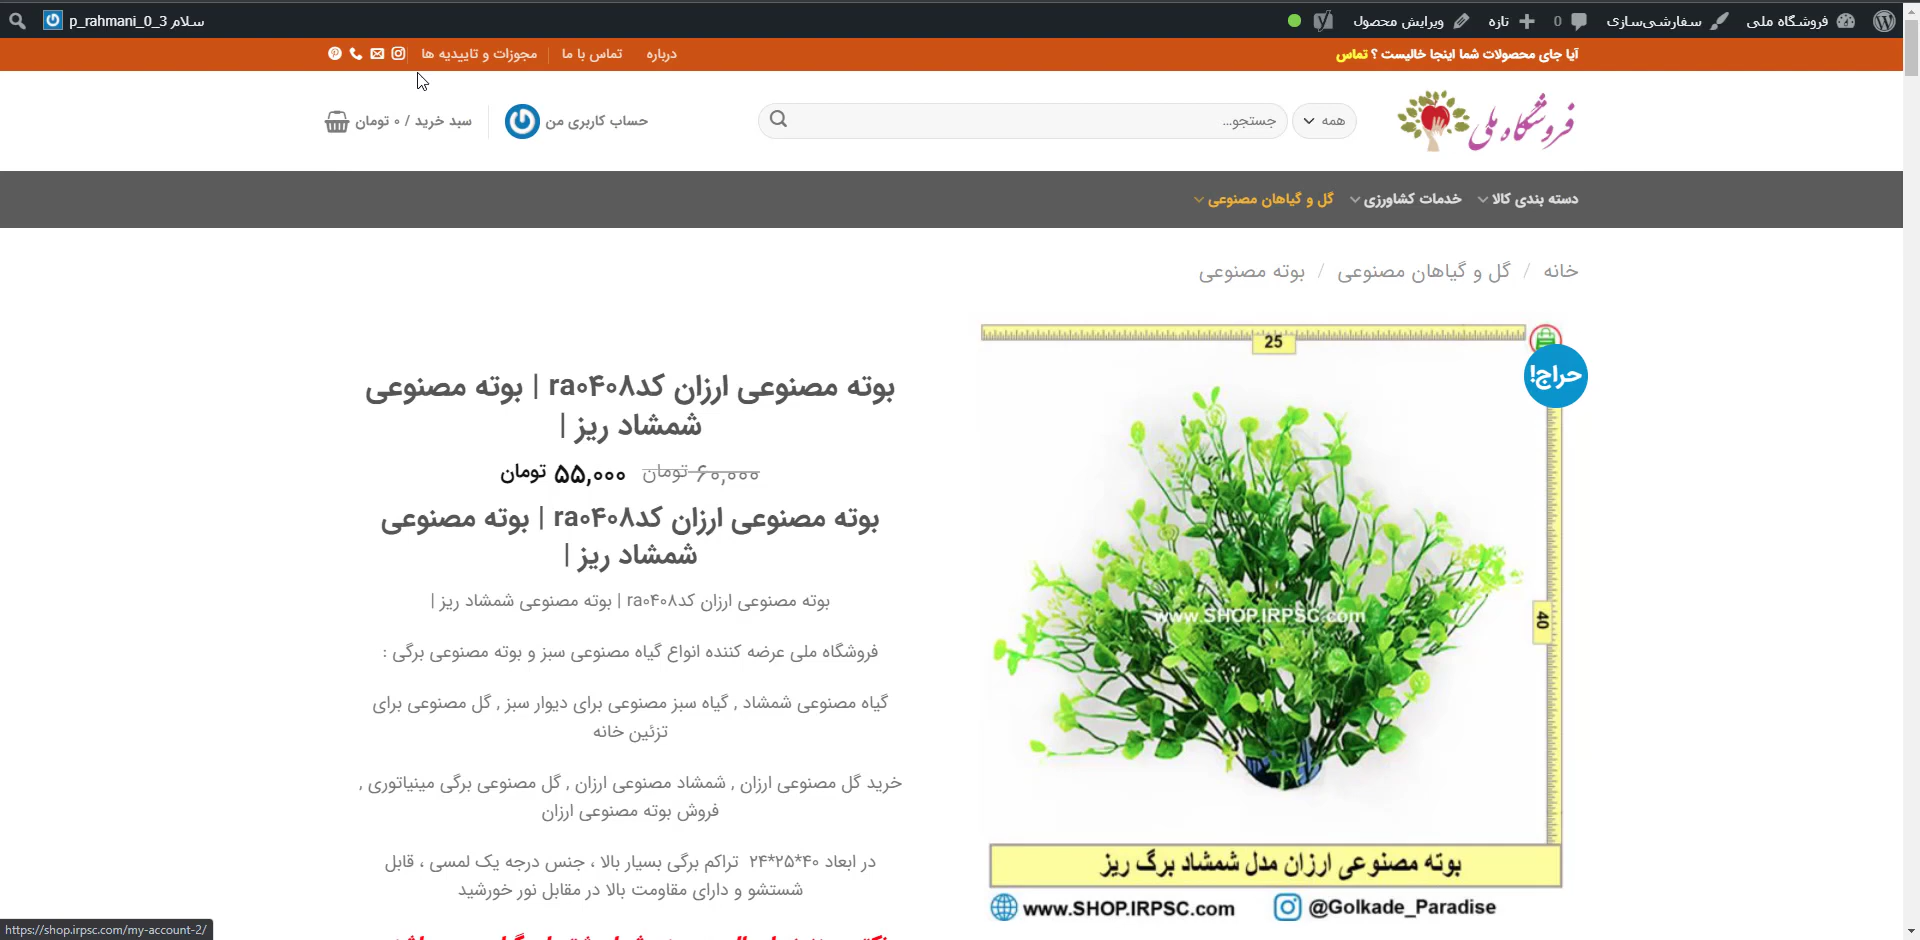 فروشگاه ملی سفارشی‌سازی 0 تازه ویرایش محصول سلام p_rahmani_0_3
آیا جای محصولات شما اینجا خالیست ؟ تماس درباره تماس با ما مجوزات و تاییدیه ها
فروشگاه ملی همه جستجو... حساب کاربری من سبد خرید / ۰ تومان
دسته بندی کالا خدمات کشاورزی گل و گیاهان مصنوعی
خانه / گل و گیاهان مصنوعی / بوته مصنوعی
25
حراج!
40
www.SHOP.IRPSC.com
بوته مصنوعی ارزان مدل شمشاد برگ ریز
www.SHOP.IRPSC.com @Golkade_Paradise
بوته مصنوعی ارزان کدra۰۴۰۸ | بوته مصنوعی
شمشاد ریز |
۶۰,۰۰۰ تومان ۵۵,۰۰۰ تومان
بوته مصنوعی ارزان کدra۰۴۰۸ | بوته مصنوعی
شمشاد ریز |
بوته مصنوعی ارزان کدra۰۴۰۸ | بوته مصنوعی شمشاد ریز |
فروشگاه ملی عرضه کننده انواع گیاه مصنوعی سبز و بوته مصنوعی برگی :
گیاه مصنوعی شمشاد , گیاه سبز مصنوعی برای دیوار سبز , گل مصنوعی برای
تزئین خانه
خرید گل مصنوعی ارزان , شمشاد مصنوعی ارزان , گل مصنوعی برگی مینیاتوری ,
فروش بوته مصنوعی ارزان
در ابعاد ۴۰*۲۵*۲۴ تراکم برگی بسیار بالا ، جنس درجه یک لمسی ، قابل
شستشو و دارای مقاومت بالا در مقابل نور خورشید
https://shop.irpsc.com/my-account-2/